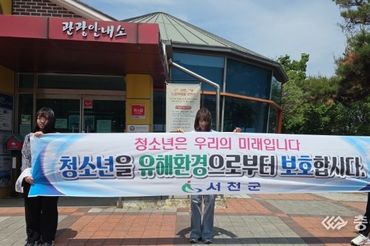 관광안내소
청소년은 우리의 미래입니다
청소년을 유해환경으로부터 보호합시다.
서천군
충